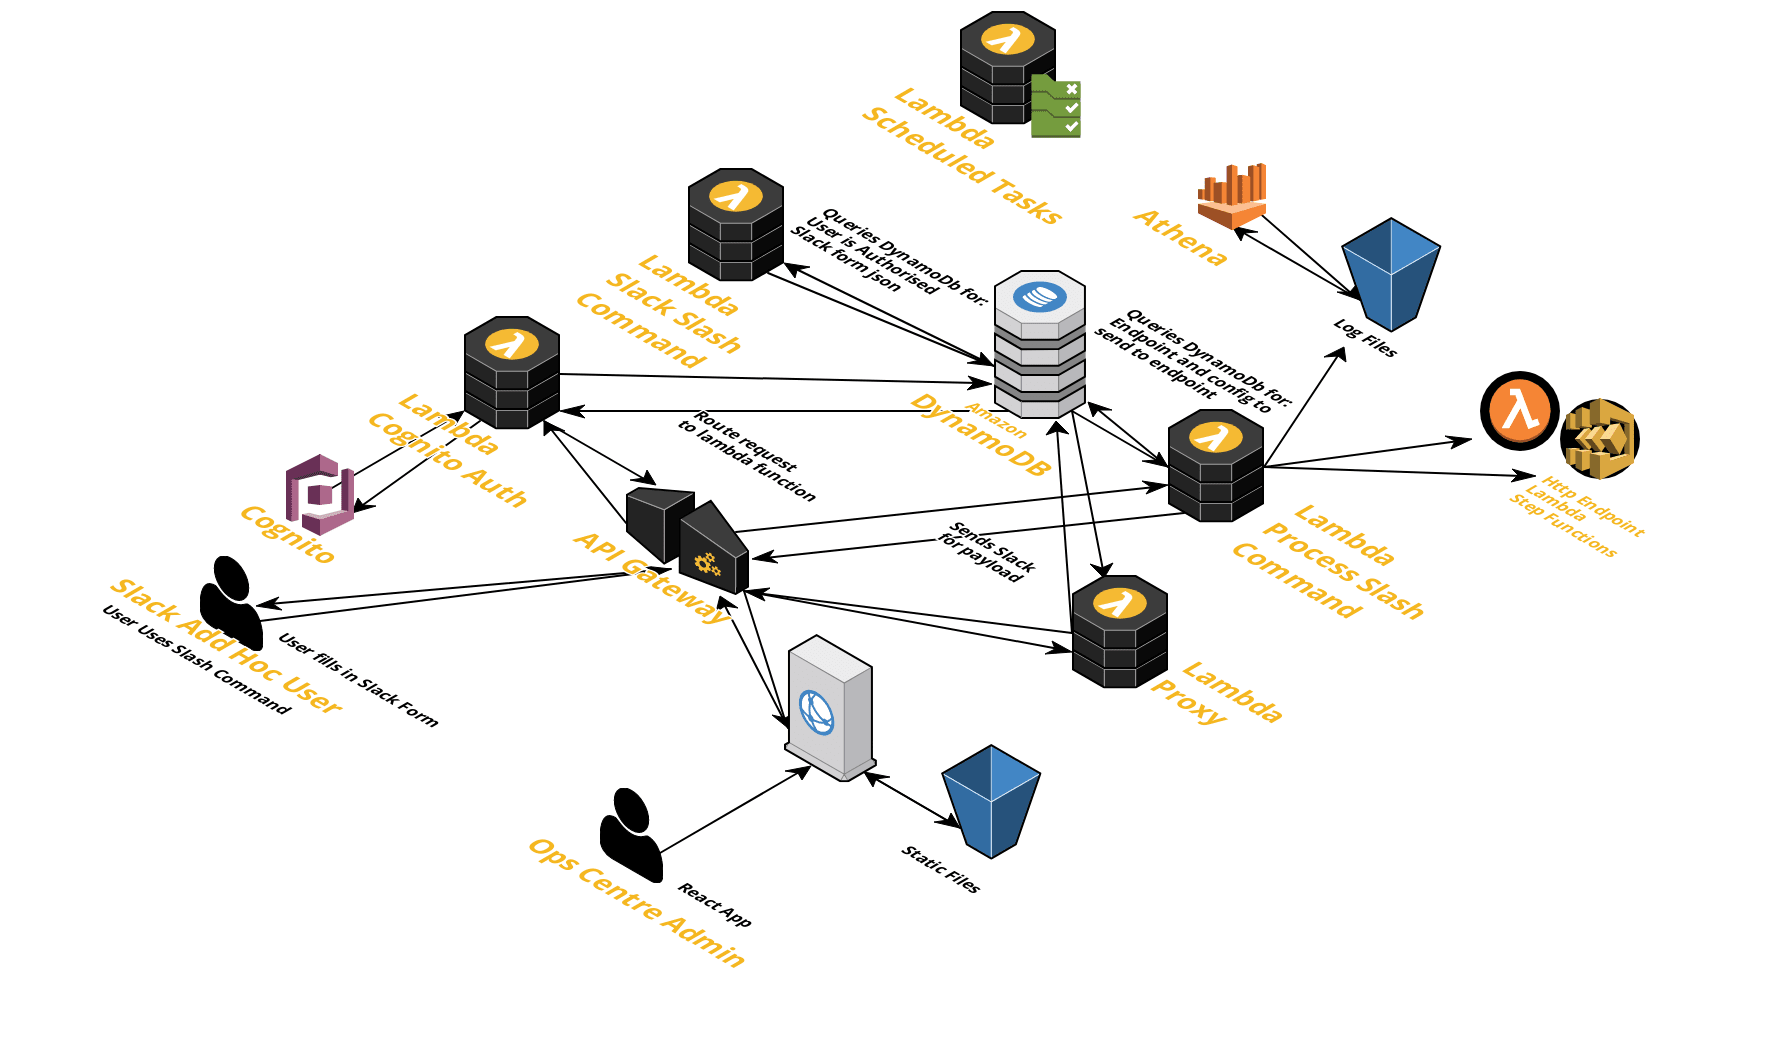 Lambda
Scheduled Tasks
Athena
Log Files
Queries DynamoDb for:
User is Authorised
Slack form json
Lambda
Slack Slash
Command
Queries DynamoDb for:
Endpoint and config to
send to endpoint
Amazon
DynamoDB
Lambda
Cognito Auth
Route request
to lambda function
Cognito
API Gateway
Sends Slack
for payload
Http Endpoint
Lambda
Step Functions
Lambda
Process Slash
Command
Slack Add Hoc User
User Uses Slash Command
User fills in Slack Form
Lambda
Proxy
Static Files
Ops Centre Admin
React App